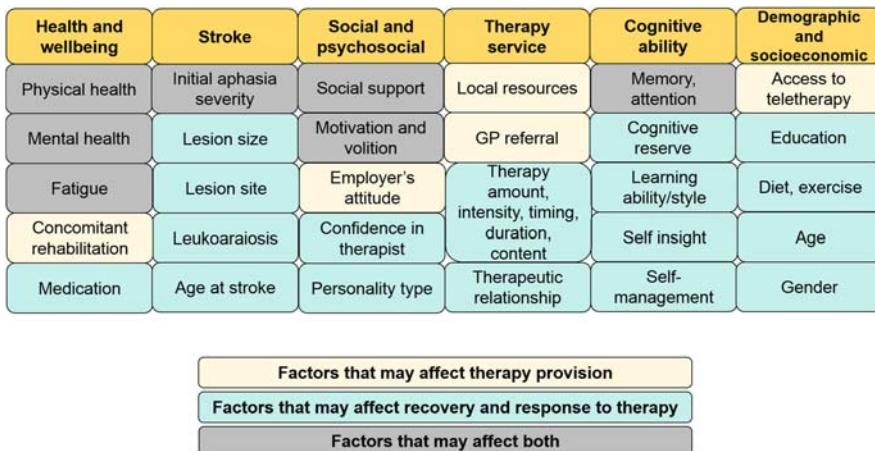 Health and
wellbeing
Stroke
Social and
psychosocial
Therapy
service
Cognitive
ability
Demographic
and
socioeconomic
Physical health
Initial aphasia
severity
Social support
Local resources
Memory,
attention
Access to
teletherapy
Mental health
Lesion size
Motivation and
volition
GP referral
Cognitive
reserve
Education
Fatigue
Lesion site
Employer's
attitude
Therapy
amount,
intensity, timing,
duration,
content
Learning
ability/style
Diet, exercise
Concomitant
rehabilitation
Leukoaraiosis
Confidence in
therapist
Self insight
Age
Medication
Age at stroke
Personality type
Therapeutic
relationship
Self-
management
Gender
Factors that may affect therapy provision
Factors that may affect recovery and response to therapy
Factors that may affect both